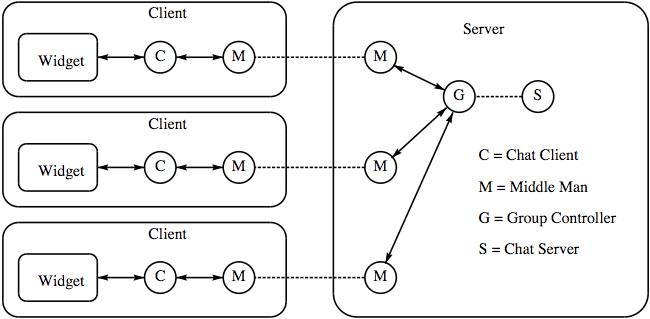 Client
Widget
C
M
Client
Widget
C
M
Client
Widget
C
M
Server
M
M
M
G
S
C = Chat Client
M = Middle Man
G = Group Controller
S = Chat Server